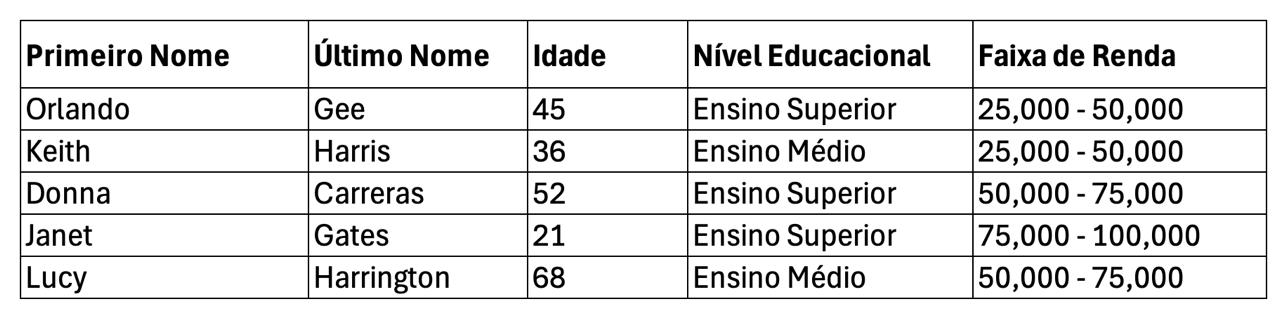 Primeiro Nome Último Nome Idade Nível Educacional Faixa de Renda
Orlando Gee 45 Ensino Superior 25,000 - 50,000
Keith Harris 36 Ensino Médio 25,000 - 50,000
Donna Carreras 52 Ensino Superior 50,000 - 75,000
Janet Gates 21 Ensino Superior 75,000 - 100,000
Lucy Harrington 68 Ensino Médio 50,000 - 75,000